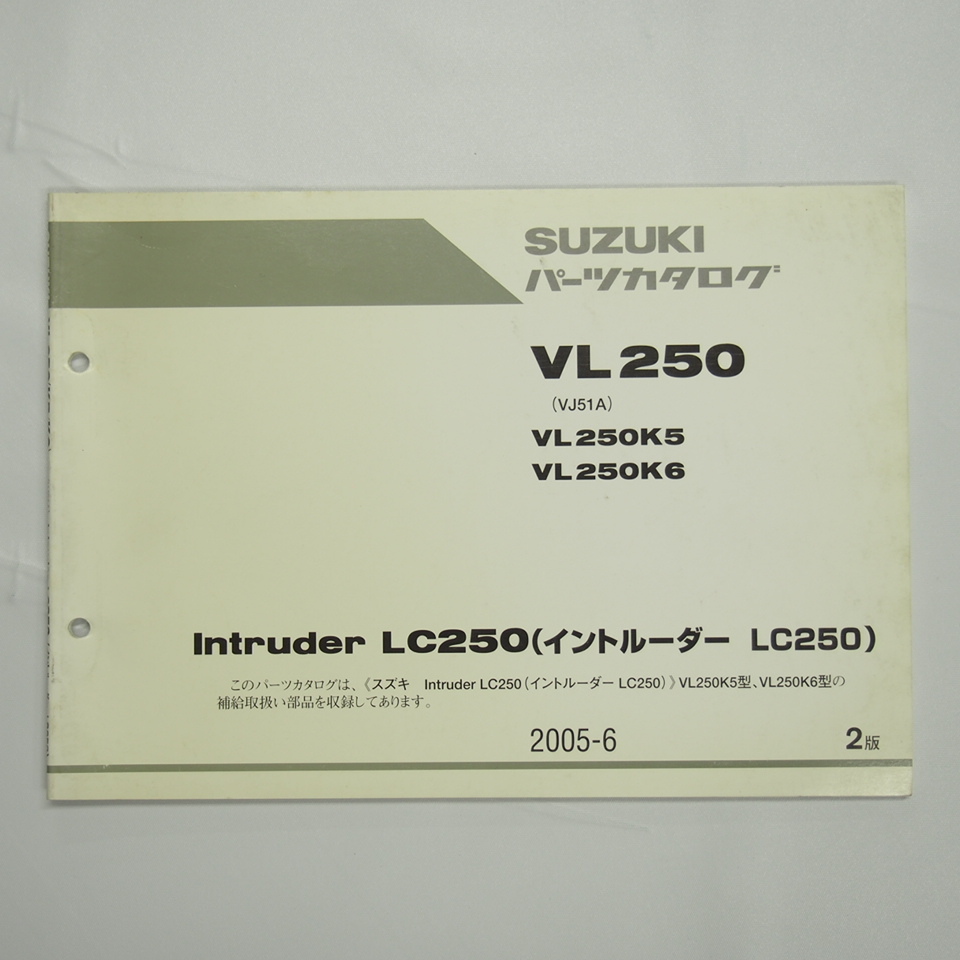 SUZUKI
パーツカタログ
VL250
(VJ51A)
VL250K5
VL250K6
Intruder LC250(イントルーダー LC250)
このパーツカタログは、《スズキ Intruder LC250(イントルーダー LC250)》VL250K5型、VL250K6型の
補給取扱い部品を収録してあります。
2005-6
2版